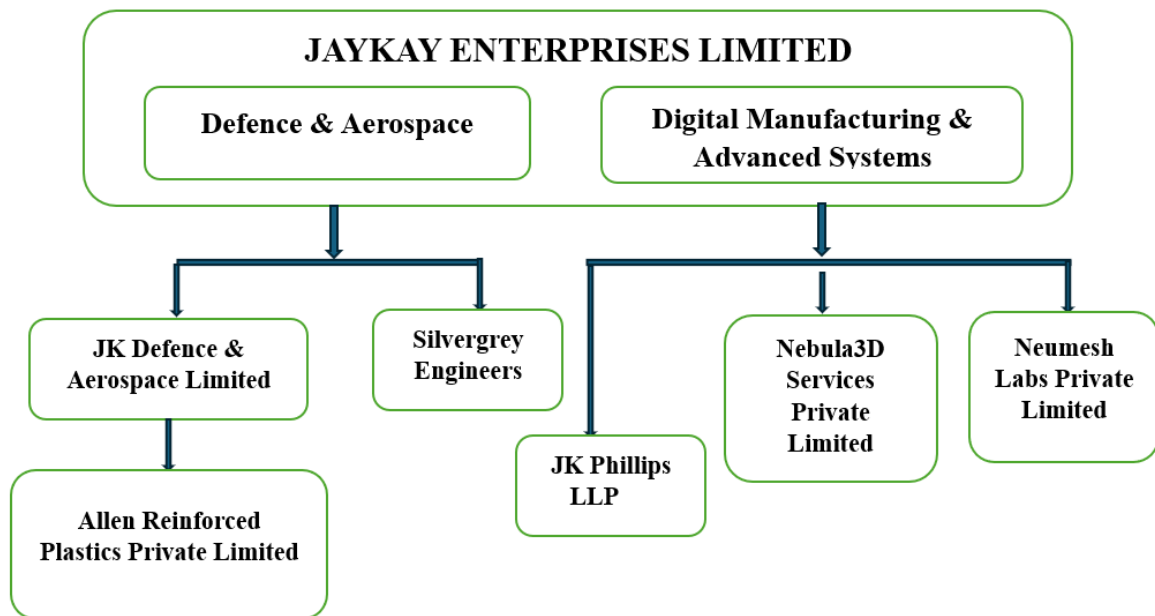 JAYKAY ENTERPRISES LIMITED
Defence & Aerospace
Digital Manufacturing &
Advanced Systems
JK Defence &
Aerospace Limited
Silvergrey
Engineers
JK Phillips
LLP
Nebula3D
Services
Private
Limited
Neumesh
Labs Private
Limited
Allen Reinforced
Plastics Private Limited